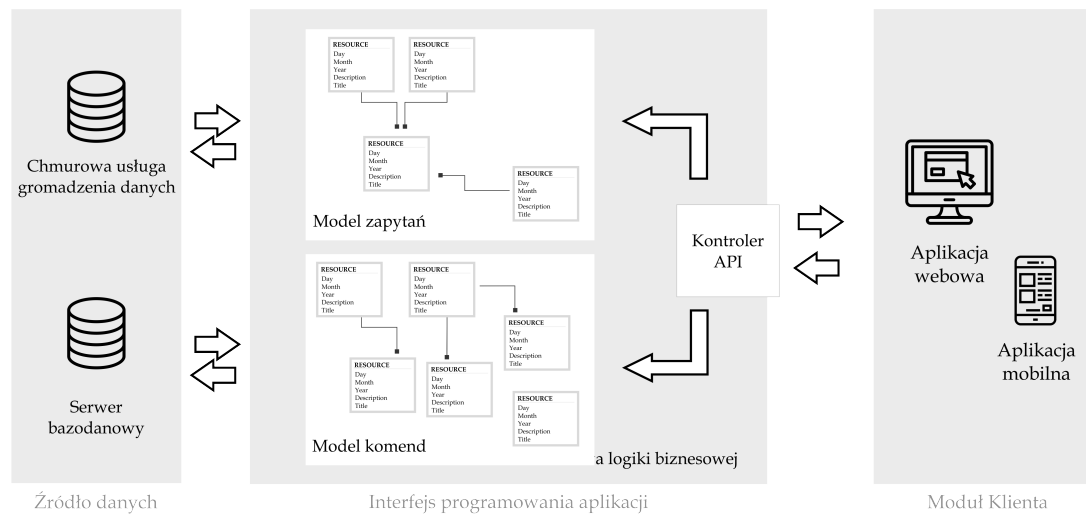 Chmurowa usługa
gromadzenia danych
Serwer
bazodanowy
Źródło danych
RESOURCE
Day
Month
Year
Description
Title
RESOURCE
Day
Month
Year
Description
Title
RESOURCE
Day
Month
Year
Description
Title
RESOURCE
Day
Month
Year
Description
Title
Model zapytań
RESOURCE
Day
Month
Year
Description
Title
RESOURCE
Day
Month
Year
Description
Title
RESOURCE
Day
Month
Year
Description
Title
RESOURCE
Day
Month
Year
Description
Title
RESOURCE
Day
Month
Year
Description
Title
RESOURCE
Day
Month
Year
Description
Title
Model komend
a logiki biznesowej
Kontroler
API
Interfejs programowania aplikacji
Aplikacja
webowa
Aplikacja
mobilna
Moduł Klienta